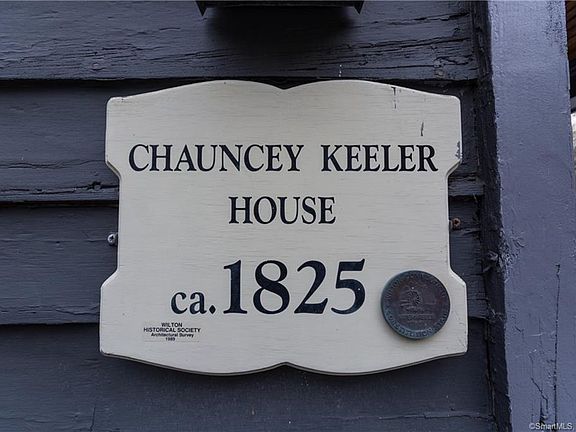 CHAUNCEY KEELER
HOUSE
ca. 1825
WILTON
HISTORICAL SOCIETY
Architectural Survey
1989
©SmartMLS